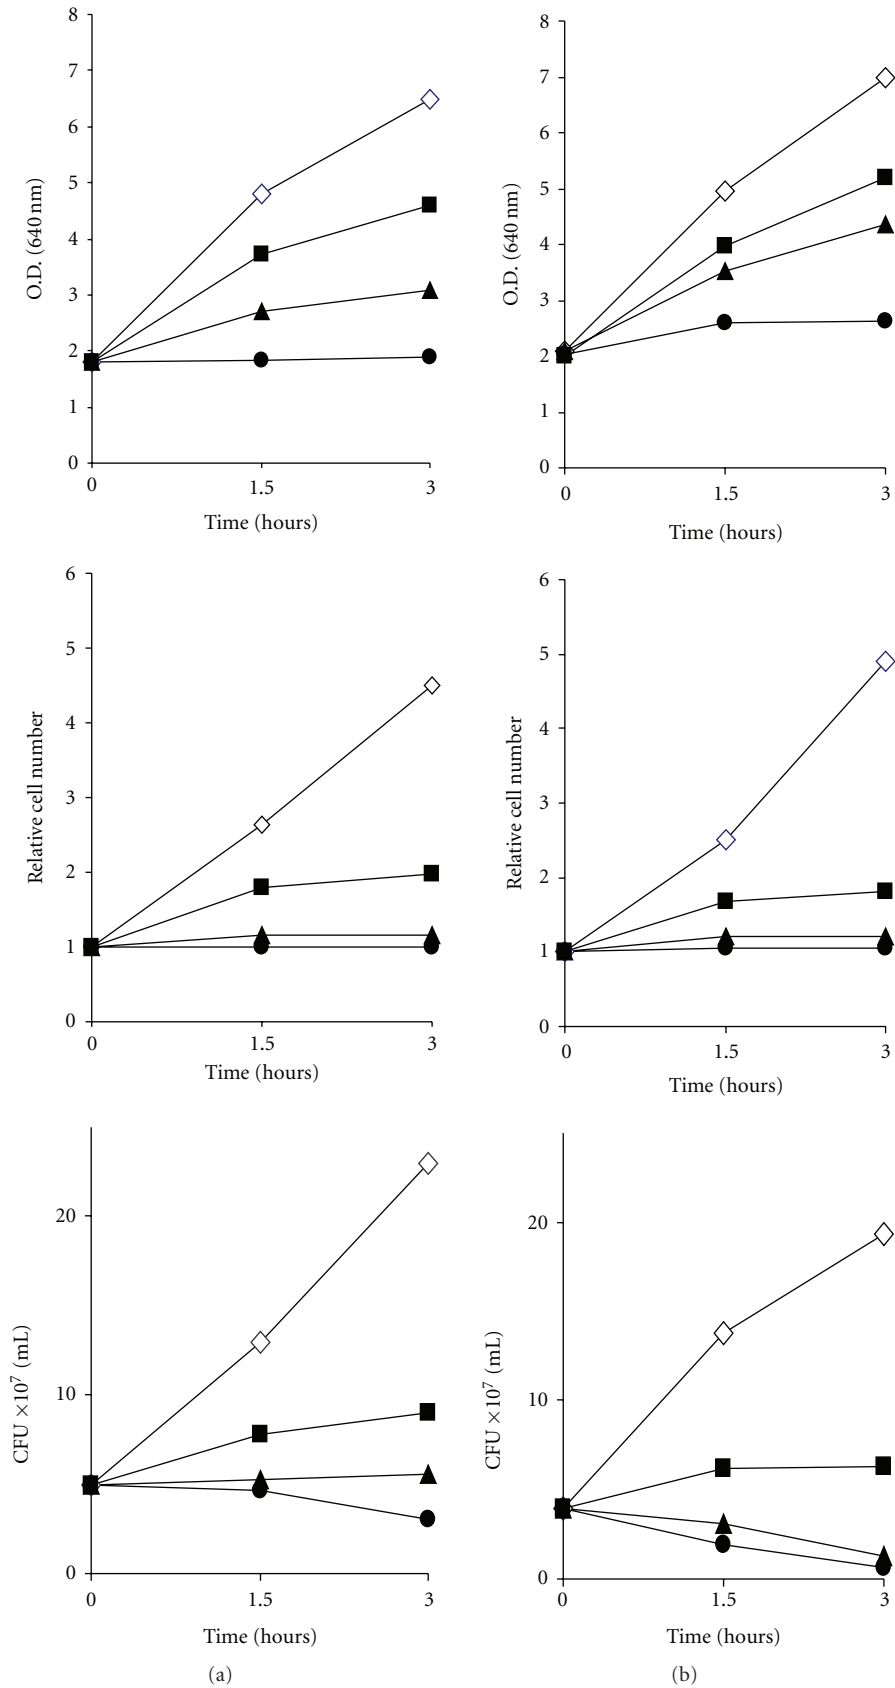 8
7
6
5
4
3
2
1
0
O.D. (640 nm)
0 1.5 3
Time (hours)
8
7
6
5
4
3
2
1
0
O.D. (640 nm)
0 1.5 3
Time (hours)
6
5
4
3
2
1
0
Relative cell number
0 1.5 3
Time (hours)
6
5
4
3
2
1
0
Relative cell number
0 1.5 3
Time (hours)
20
10
0
CFU ×10⁷ (mL)
0 1.5 3
Time (hours)
(a)
20
10
0
CFU ×10⁷ (mL)
0 1.5 3
Time (hours)
(b)